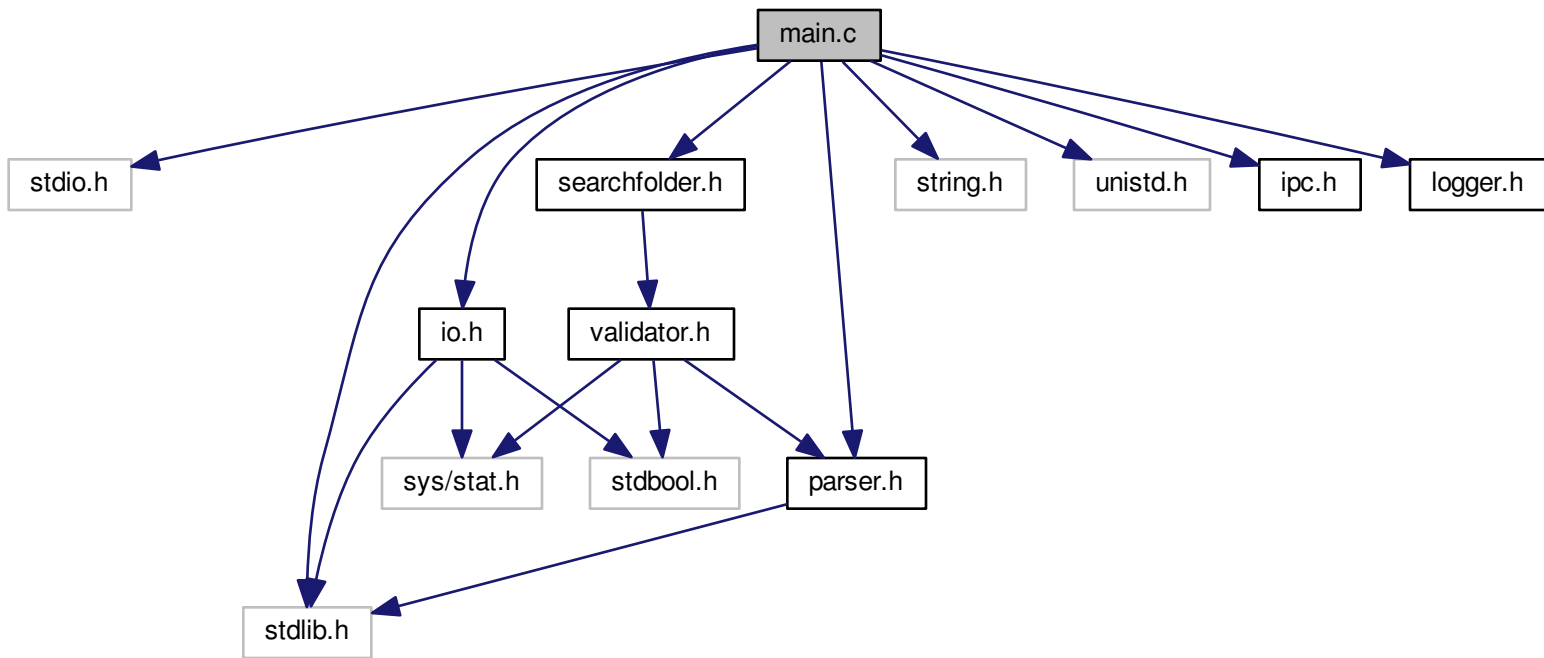 main.c
stdio.h
searchfolder.h
string.h
unistd.h
ipc.h
logger.h
io.h
validator.h
sys/stat.h
stdbool.h
parser.h
stdlib.h